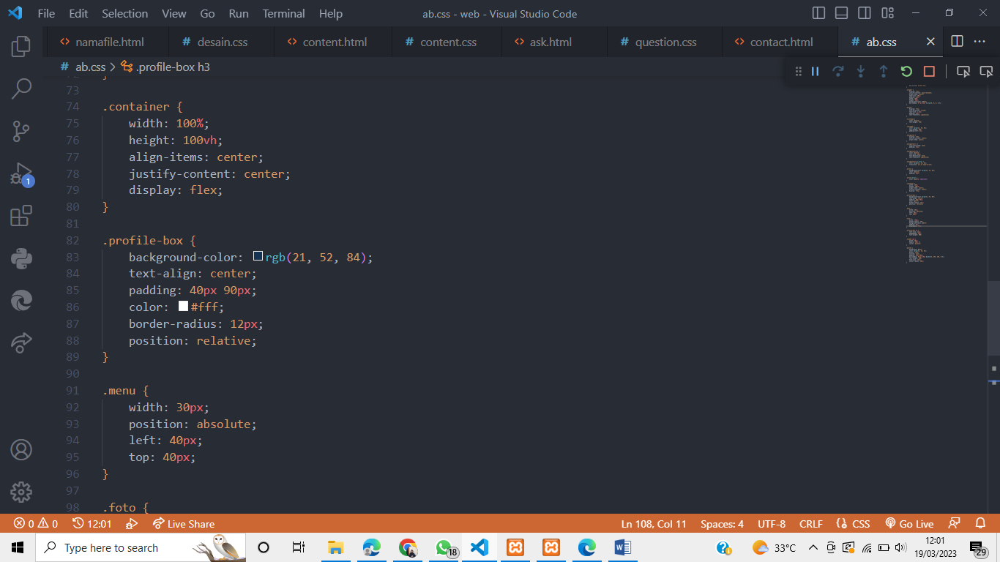 File Edit Selection View Go Run Terminal Help
ab.css - web - Visual Studio Code
namafile.html
# desain.css
content.html
# content.css
ask.html
# question.css
contact.html
# ab.css
# ab.css > .profile-box h3
73
74 .container {
75 width: 100%;
76 height: 100vh;
77 align-items: center;
78 justify-content: center;
79 display: flex;
80 }
81
82 .profile-box {
83 background-color: rgb(21, 52, 84);
84 text-align: center;
85 padding: 40px 90px;
86 color: #fff;
87 border-radius: 12px;
88 position: relative;
89 }
90
91 .menu {
92 width: 30px;
93 position: absolute;
94 left: 40px;
95 top: 40px;
96 }
97
98 .foto {
1
0 0 12:01 Live Share
Ln 108, Col 11 Spaces: 4 UTF-8 CRLF {} CSS Go Live
Type here to search
18
33°C
12:01
19/03/2023
29